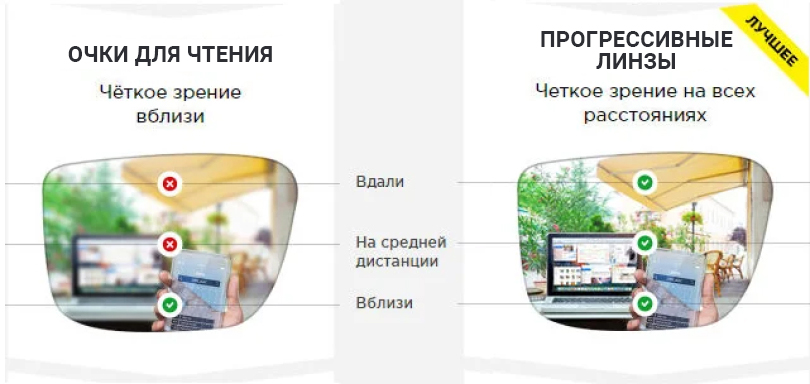 ОЧКИ ДЛЯ ЧТЕНИЯ
Чёткое зрение
вблизи
ПРОГРЕССИВНЫЕ
ЛИНЗЫ
ЛУЧШЕЕ
Четкое зрение на всех
расстояниях
Вдали
На средней
дистанции
Вблизи